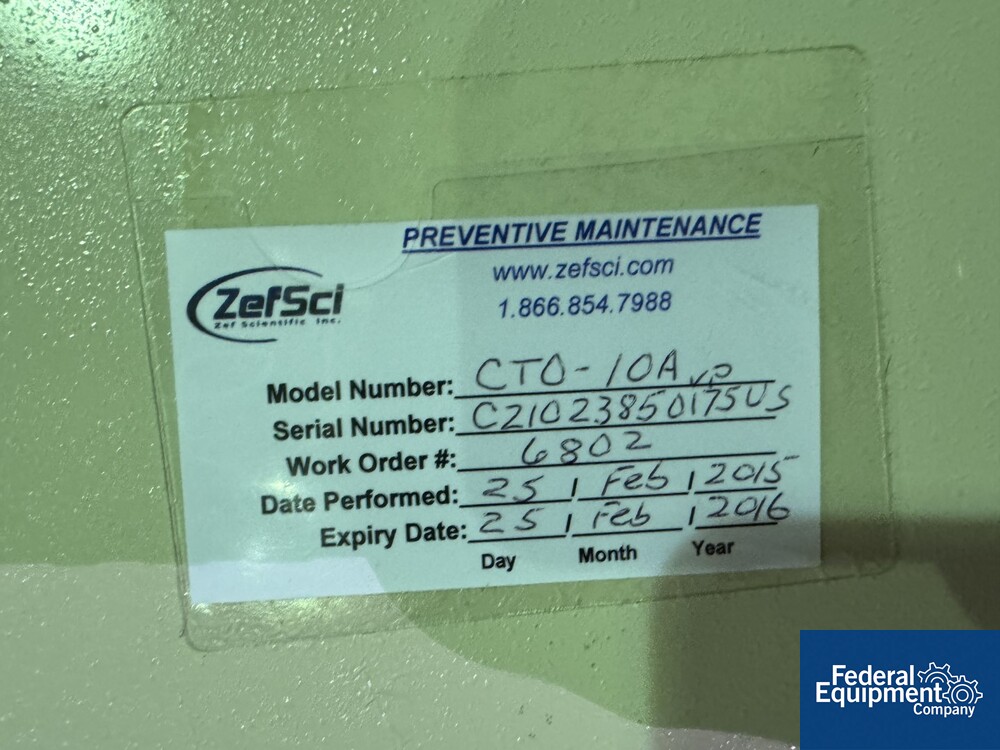 PREVENTIVE MAINTENANCE
www.zefsci.com
1.866.854.7988
ZefSci
Zef Scientific Inc.
Model Number: CTO-10A VP
Serial Number: C21023850175US
Work Order #: 6802
Date Performed: 25 / Feb / 2015
Expiry Date: 25 / Feb / 2016
Day Month Year
Federal
Equipment
Company